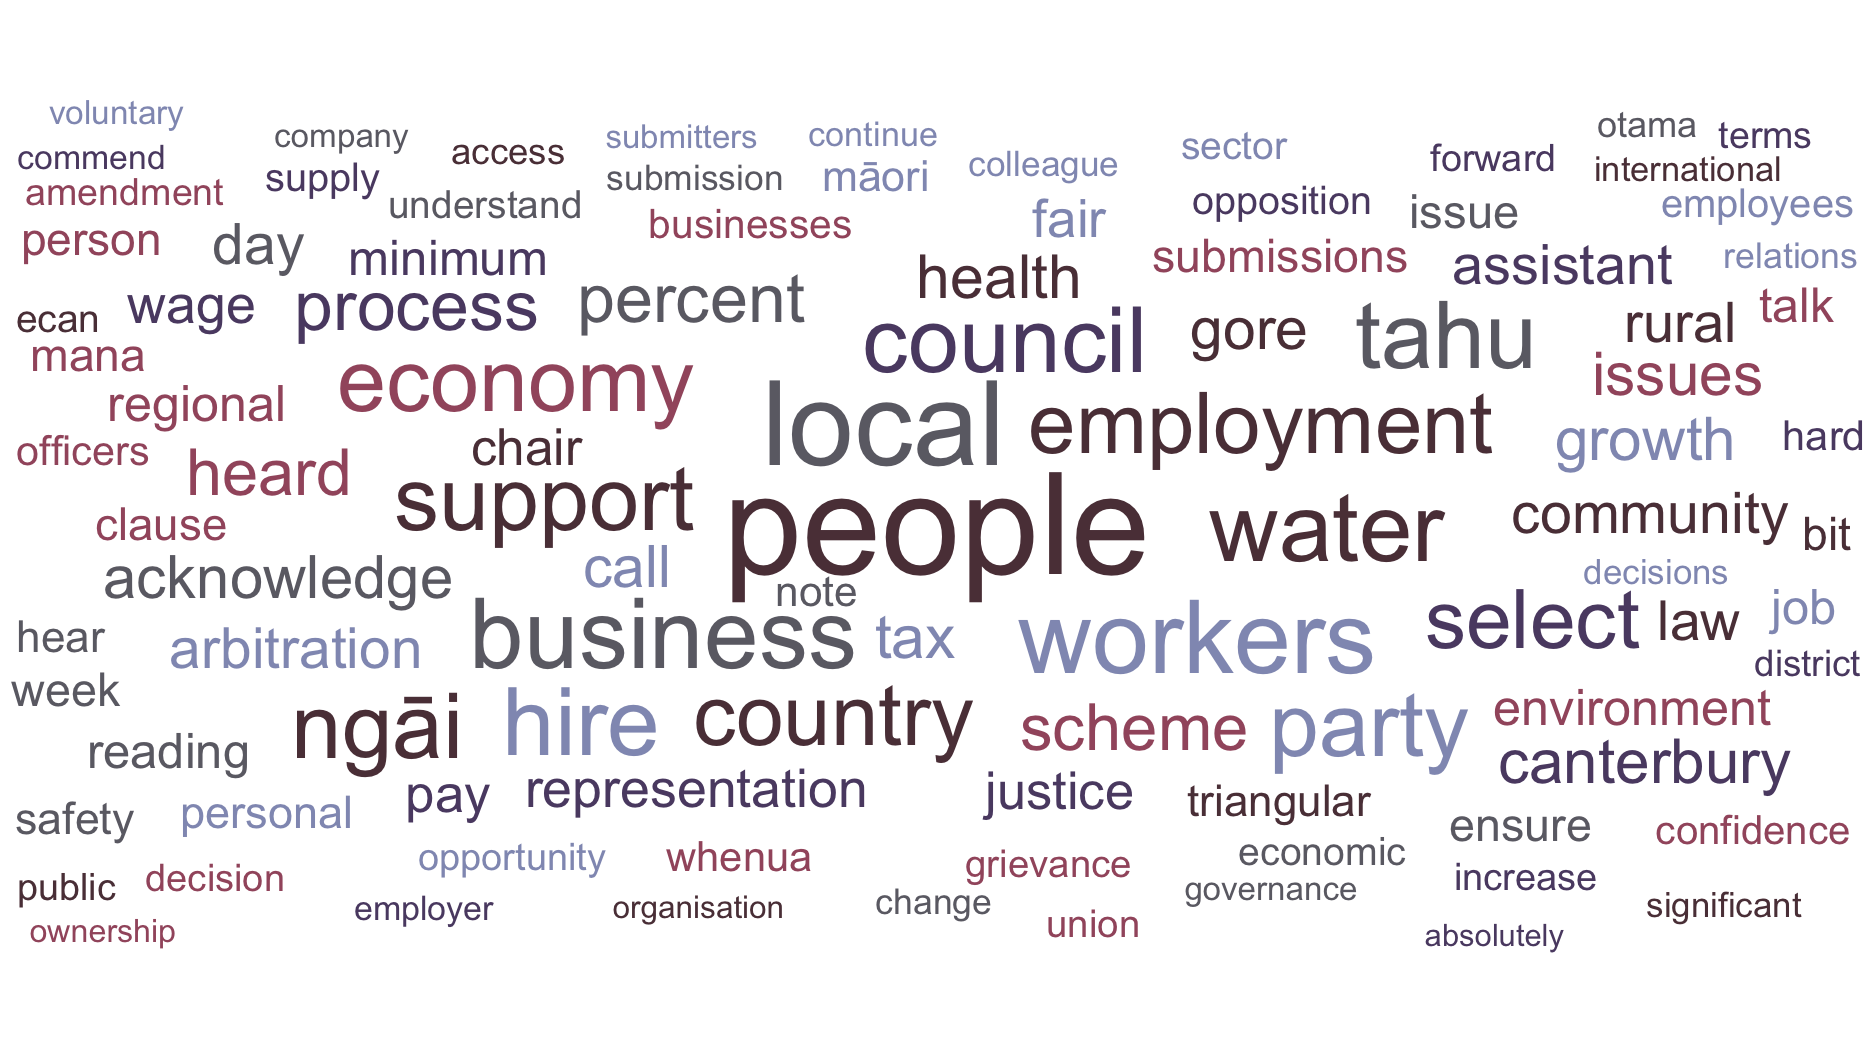 voluntary
company
submitters
continue
otama
terms
commend
access
sector
forward
international
amendment
supply
submission
māori
colleague
understand
opposition
issue
employees
person
day
businesses
fair
submissions
minimum
health
assistant
relations
ecan
wage
process
percent
council
gore
tahu
rural
talk
mana
regional
economy
local
employment
issues
officers
heard
chair
growth
hard
clause
support
people
water
community
bit
acknowledge
call
note
decisions
hear
arbitration
business
tax
workers
select
law
job
week
district
reading
ngāi
hire
country
scheme
party
environment
canterbury
safety
personal
pay
representation
justice
triangular
ensure
confidence
public
decision
opportunity
whenua
grievance
economic
increase
ownership
employer
organisation
change
governance
union
significant
absolutely